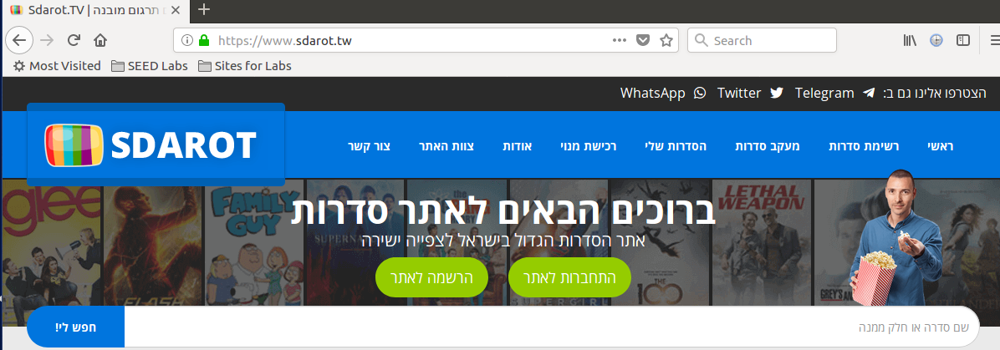 Sdarot.TV | תרגום מובנה
https://www.sdarot.tw
Search
Most Visited SEED Labs Sites for Labs
הצטרפו אלינו גם ב: Telegram Twitter WhatsApp
SDAROT
ראשי רשימת סדרות מעקב סדרות הסדרות שלי רכישת מנוי אודות צוות האתר צור קשר
glee
FLASH
FAMILY GUY
SUPERNATURAL
THE 100
SUPERGIRL
LETHAL WEAPON
GREY'S
ברוכים הבאים לאתר סדרות
אתר הסדרות הגדול בישראל לצפייה ישירה
התחברות לאתר הרשמה לאתר
שם סדרה או חלק ממנה
חפש לי!